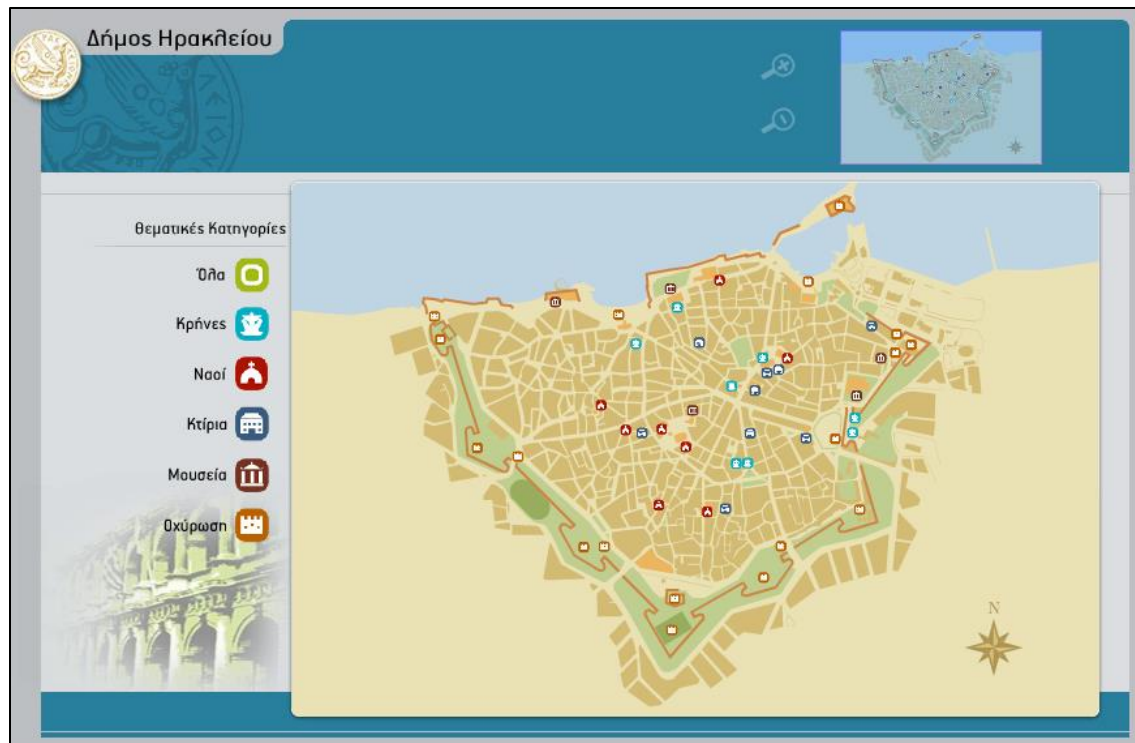 Δήμος Ηρακλείου
Θεματικές Κατηγορίες
Όλα
Κρήνες
Ναοί
Κτίρια
Μουσεία
Οχύρωση
N